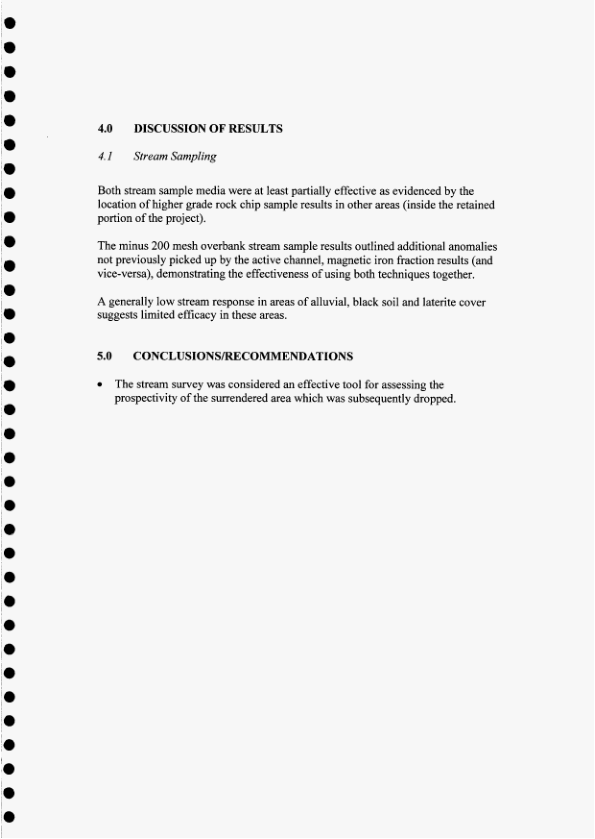 4.0 DISCUSSION OF RESULTS
4.1 Stream Sampling
Both stream sample media were at least partially effective as evidenced by the
location of higher grade rock chip sample results in other areas (inside the retained
portion of the project).
The minus 200 mesh overbank stream sample results outlined additional anomalies
not previously picked up by the active channel, magnetic iron fraction results (and
vice-versa), demonstrating the effectiveness of using both techniques together.
A generally low stream response in areas of alluvial, black soil and laterite cover
suggests limited efficacy in these areas.
5.0 CONCLUSIONS/RECOMMENDATIONS
• The stream survey was considered an effective tool for assessing the
prospectivity of the surrendered area which was subsequently dropped.